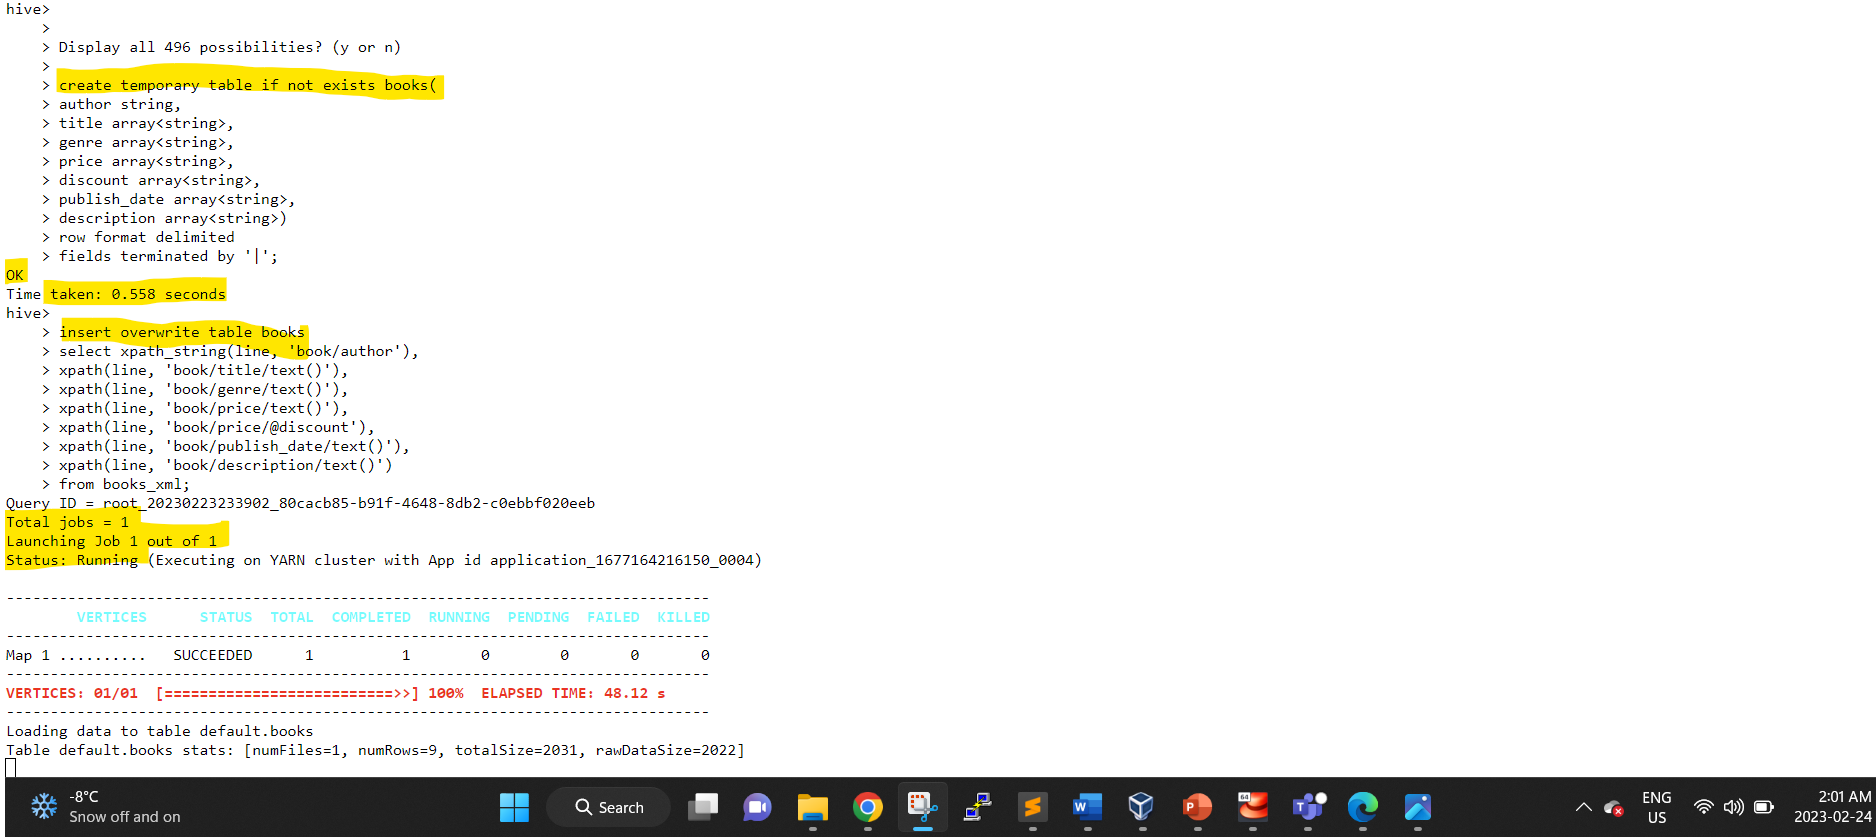 hive>
    >
    > Display all 496 possibilities? (y or n)
    >
    > create temporary table if not exists books(
    > author string,
    > title array<string>,
    > genre array<string>,
    > price array<string>,
    > discount array<string>,
    > publish_date array<string>,
    > description array<string>)
    > row format delimited
    > fields terminated by '|';
OK
Time taken: 0.558 seconds
hive>
    > insert overwrite table books
    > select xpath_string(line, 'book/author'),
    > xpath(line, 'book/title/text()'),
    > xpath(line, 'book/genre/text()'),
    > xpath(line, 'book/price/text()'),
    > xpath(line, 'book/price/@discount'),
    > xpath(line, 'book/publish_date/text()'),
    > xpath(line, 'book/description/text()')
    > from books_xml;
Query ID = root_20230223233902_80cacb85-b91f-4648-8db2-c0ebbf020eeb
Total jobs = 1
Launching Job 1 out of 1
Status: Running (Executing on YARN cluster with App id application_1677164216150_0004)
--------------------------------------------------------------------------------
        VERTICES      STATUS  TOTAL  COMPLETED  RUNNING  PENDING  FAILED  KILLED
--------------------------------------------------------------------------------
Map 1 ..........   SUCCEEDED      1          1        0        0       0       0
--------------------------------------------------------------------------------
VERTICES: 01/01  [==========================>>] 100%  ELAPSED TIME: 48.12 s
--------------------------------------------------------------------------------
Loading data to table default.books
Table default.books stats: [numFiles=1, numRows=9, totalSize=2031, rawDataSize=2022]
-8°C
Snow off and on
Search
64
ENG
US
2:01 AM
2023-02-24